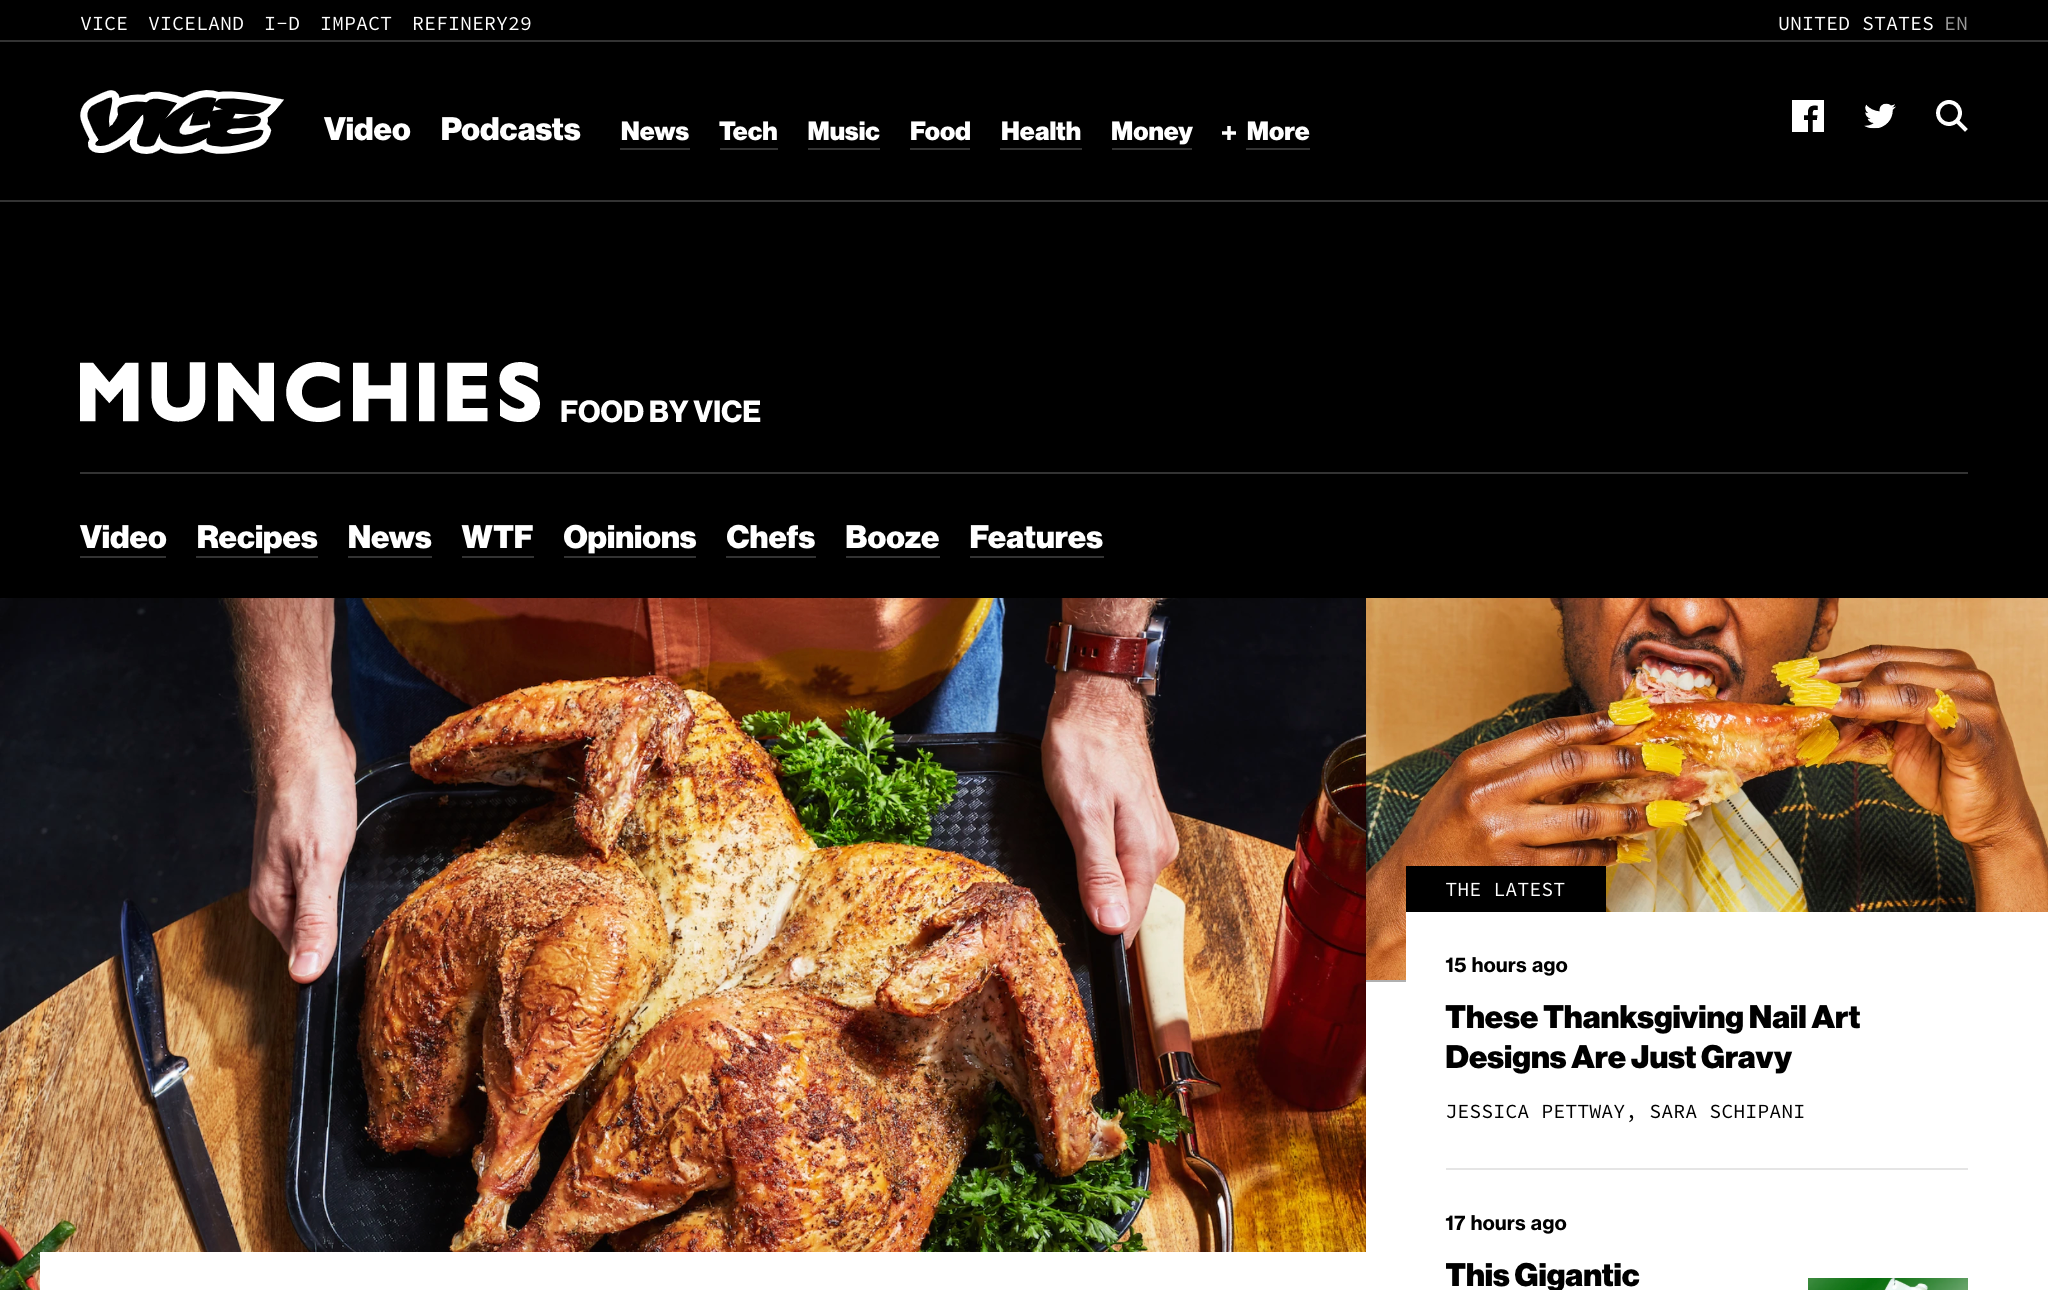 VICE VICELAND I-D IMPACT REFINERY29 UNITED STATES EN
VICE Video Podcasts News Tech Music Food Health Money + More
MUNCHIES FOOD BY VICE
Video Recipes News WTF Opinions Chefs Booze Features
THE LATEST
15 hours ago
These Thanksgiving Nail Art
Designs Are Just Gravy
JESSICA PETTWAY, SARA SCHIPANI
17 hours ago
This Gigantic